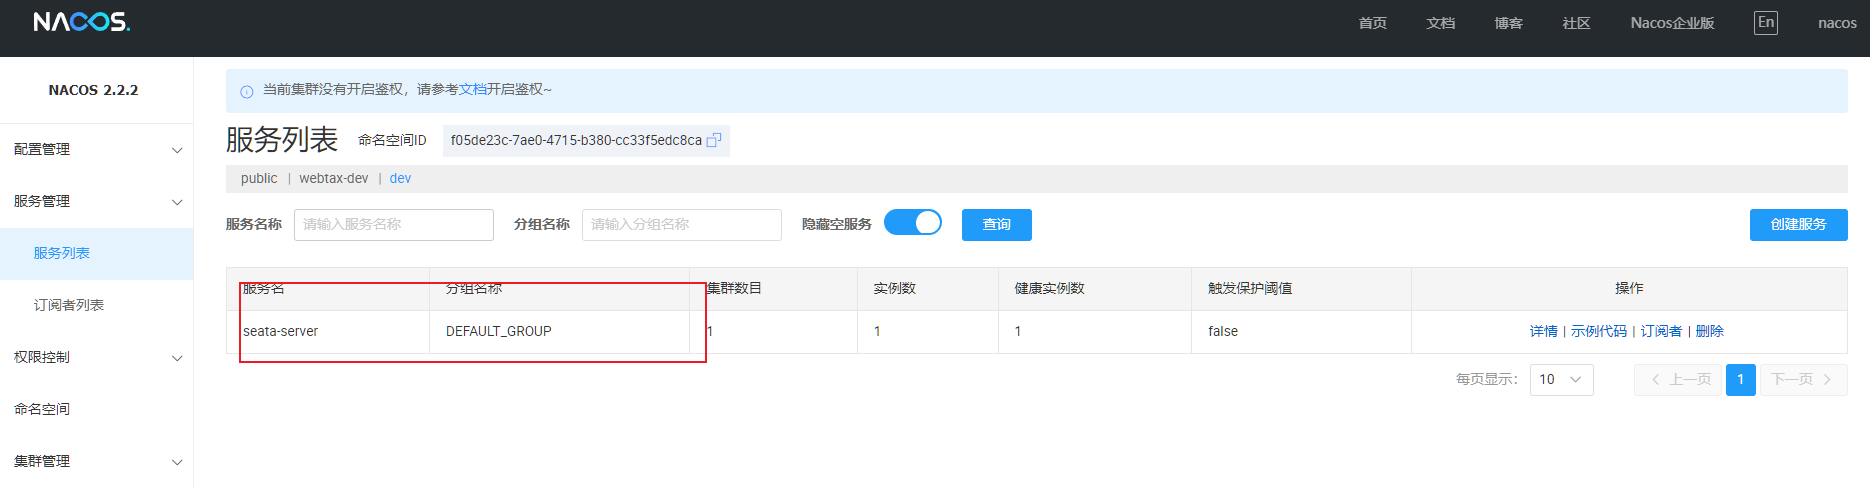 NACOS. 首页 文档 博客 社区 Nacos企业版 En nacos
NACOS 2.2.2
配置管理
服务管理
服务列表
订阅者列表
权限控制
命名空间
集群管理
当前集群没有开启鉴权，请参考文档开启鉴权~
服务列表 命名空间ID f05de23c-7ae0-4715-b380-cc33f5edc8ca
public | webtax-dev | dev
服务名称 请输入服务名称 分组名称 请输入分组名称 隐藏空服务 查询 创建服务
服务名 分组名称 集群数目 实例数 健康实例数 触发保护阈值 操作
seata-server DEFAULT_GROUP 1 1 1 false 详情 | 示例代码 | 订阅者 | 删除
每页显示： 10 上一页 1 下一页